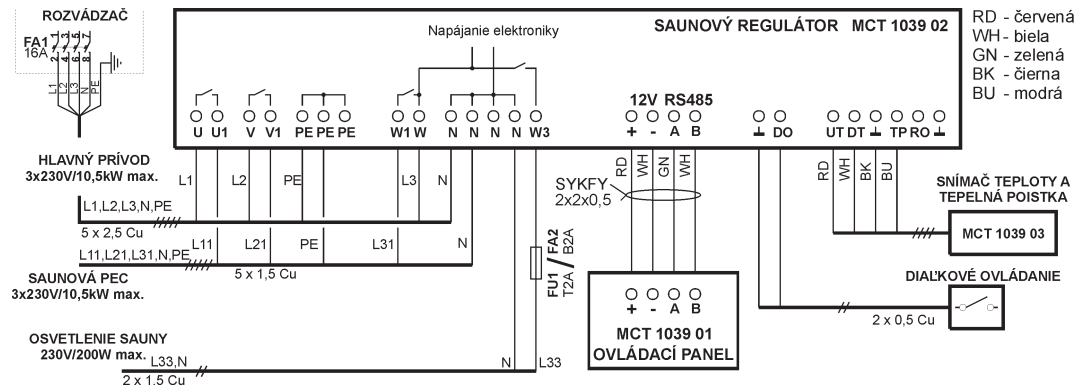 ROZVÁDZAČ
FA1
16A
1 3 5 7
2 4 6 8
L1
L2
L3
N
PE
HLAVNÝ PRÍVOD
3x230V/10,5kW max.
L1,L2,L3,N,PE
5 x 2,5 Cu
L11,L21,L31,N,PE
5 x 1,5 Cu
SAUNOVÁ PEC
3x230V/10,5kW max.
OSVETLENIE SAUNY
230V/200W max.
L33,N
2 x 1,5 Cu
SAUNOVÝ REGULÁTOR MCT 1039 02
Napájanie elektroniky
12V RS485
U U1 V V1 PE PE PE W1 W N N N N W3
+ - A B
DO
UT DT TP RO
L1 L2 PE L3 N
L11 L21 PE L31 N
N L33
FU1 / FA2
T2A / B2A
RD WH GN WH
SYKFY
2x2x0,5
+ - A B
MCT 1039 01
OVLÁDACÍ PANEL
RD WH BK BU
SNÍMAČ TEPLOTY A
TEPELNÁ POISTKA
MCT 1039 03
DIAĽKOVÉ OVLÁDANIE
2 x 0,5 Cu
RD - červená
WH - biela
GN - zelená
BK - čierna
BU - modrá